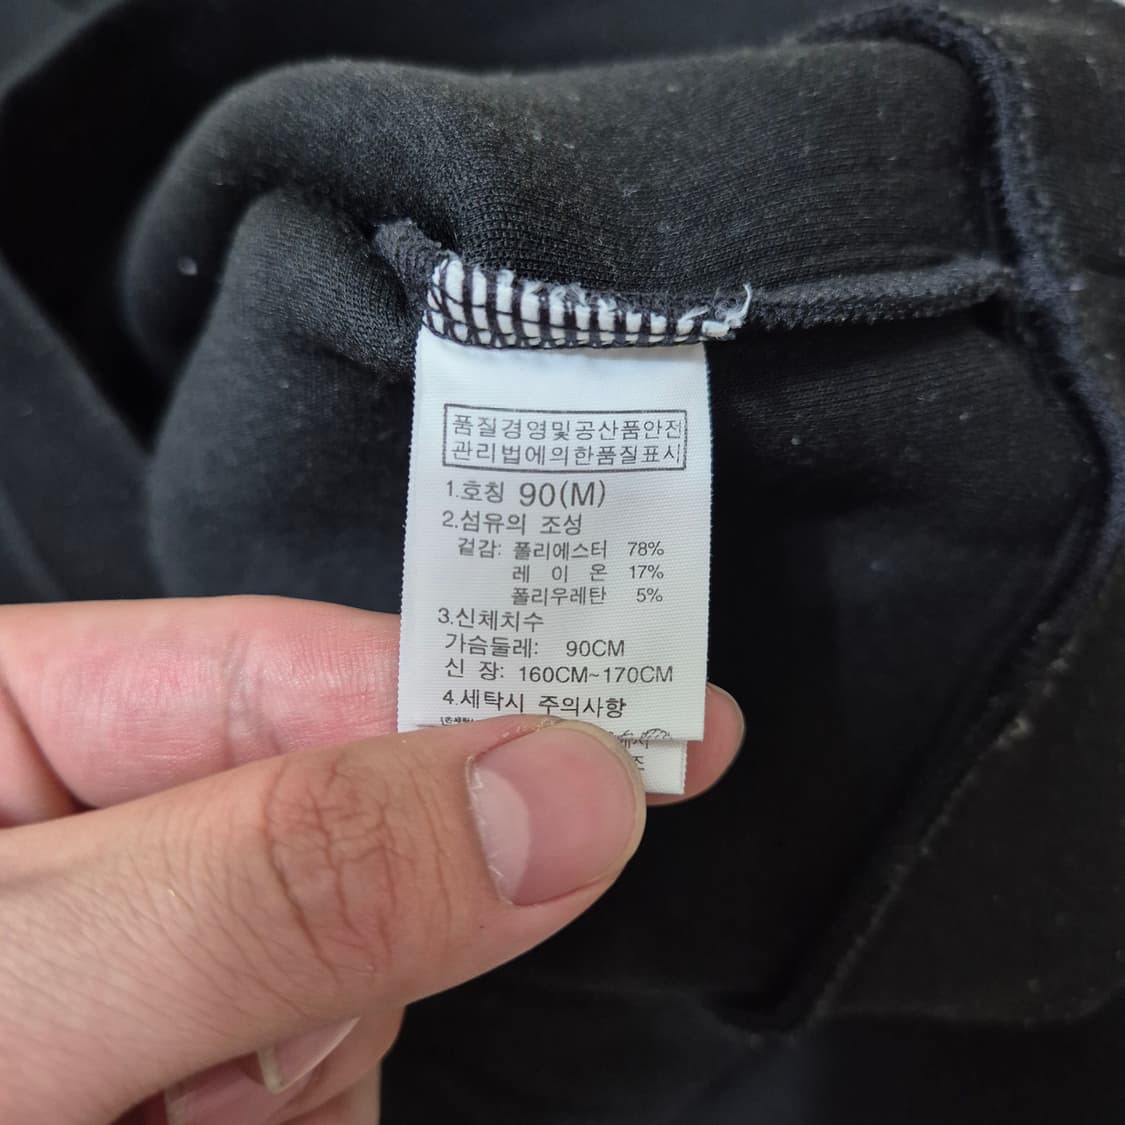 품질경영및공산품안전
관리법에의한품질표시
1.호칭 90(M)
2.섬유의 조성
겉감: 폴리에스터 78%
레 이 온 17%
폴리우레탄 5%
3.신체치수
가슴둘레: 90CM
신 장: 160CM~170CM
4.세탁시 주의사항